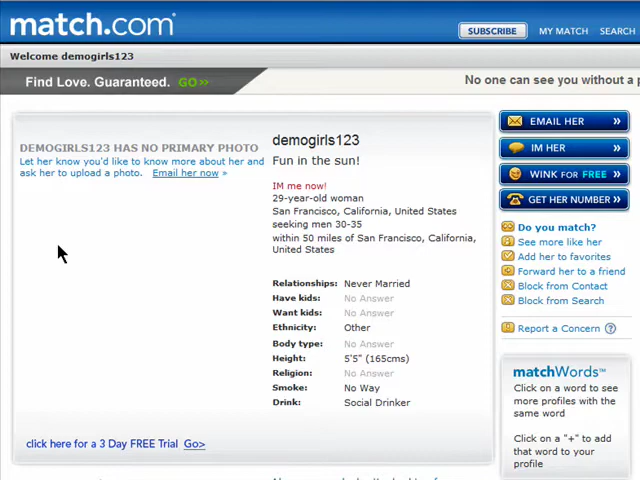 match.com
SUBSCRIBE MY MATCH SEARCH
Welcome demogirls123
Find Love. Guaranteed. GO»
No one can see you without a
DEMOGIRLS123 HAS NO PRIMARY PHOTO
Let her know you'd like to know more about her and
ask her to upload a photo. Email her now »
demogirls123
Fun in the sun!
IM me now!
29-year-old woman
San Francisco, California, United States
seeking men 30-35
within 50 miles of San Francisco, California,
United States
Relationships: Never Married
Have kids: No Answer
Want kids: No Answer
Ethnicity: Other
Body type: No Answer
Height: 5'5" (165cms)
Religion: No Answer
Smoke: No Way
Drink: Social Drinker
click here for a 3 Day FREE Trial Go>
EMAIL HER »
IM HER »
WINK FOR FREE »
GET HER NUMBER »
Do you match?
See more like her
Add her to favorites
Forward her to a friend
Block from Contact
Block from Search
Report a Concern ?
matchWords™
Click on a word to see
more profiles with the
same word
Click on a "+" to add
that word to your
profile